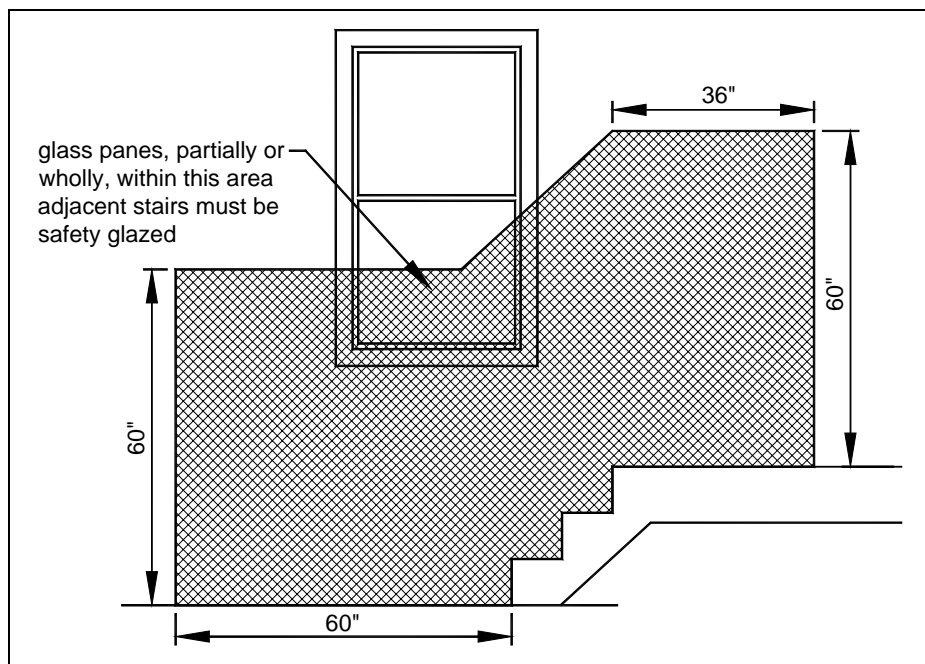 36"
glass panes, partially or
wholly, within this area
adjacent stairs must be
safety glazed
60"
60"
60"